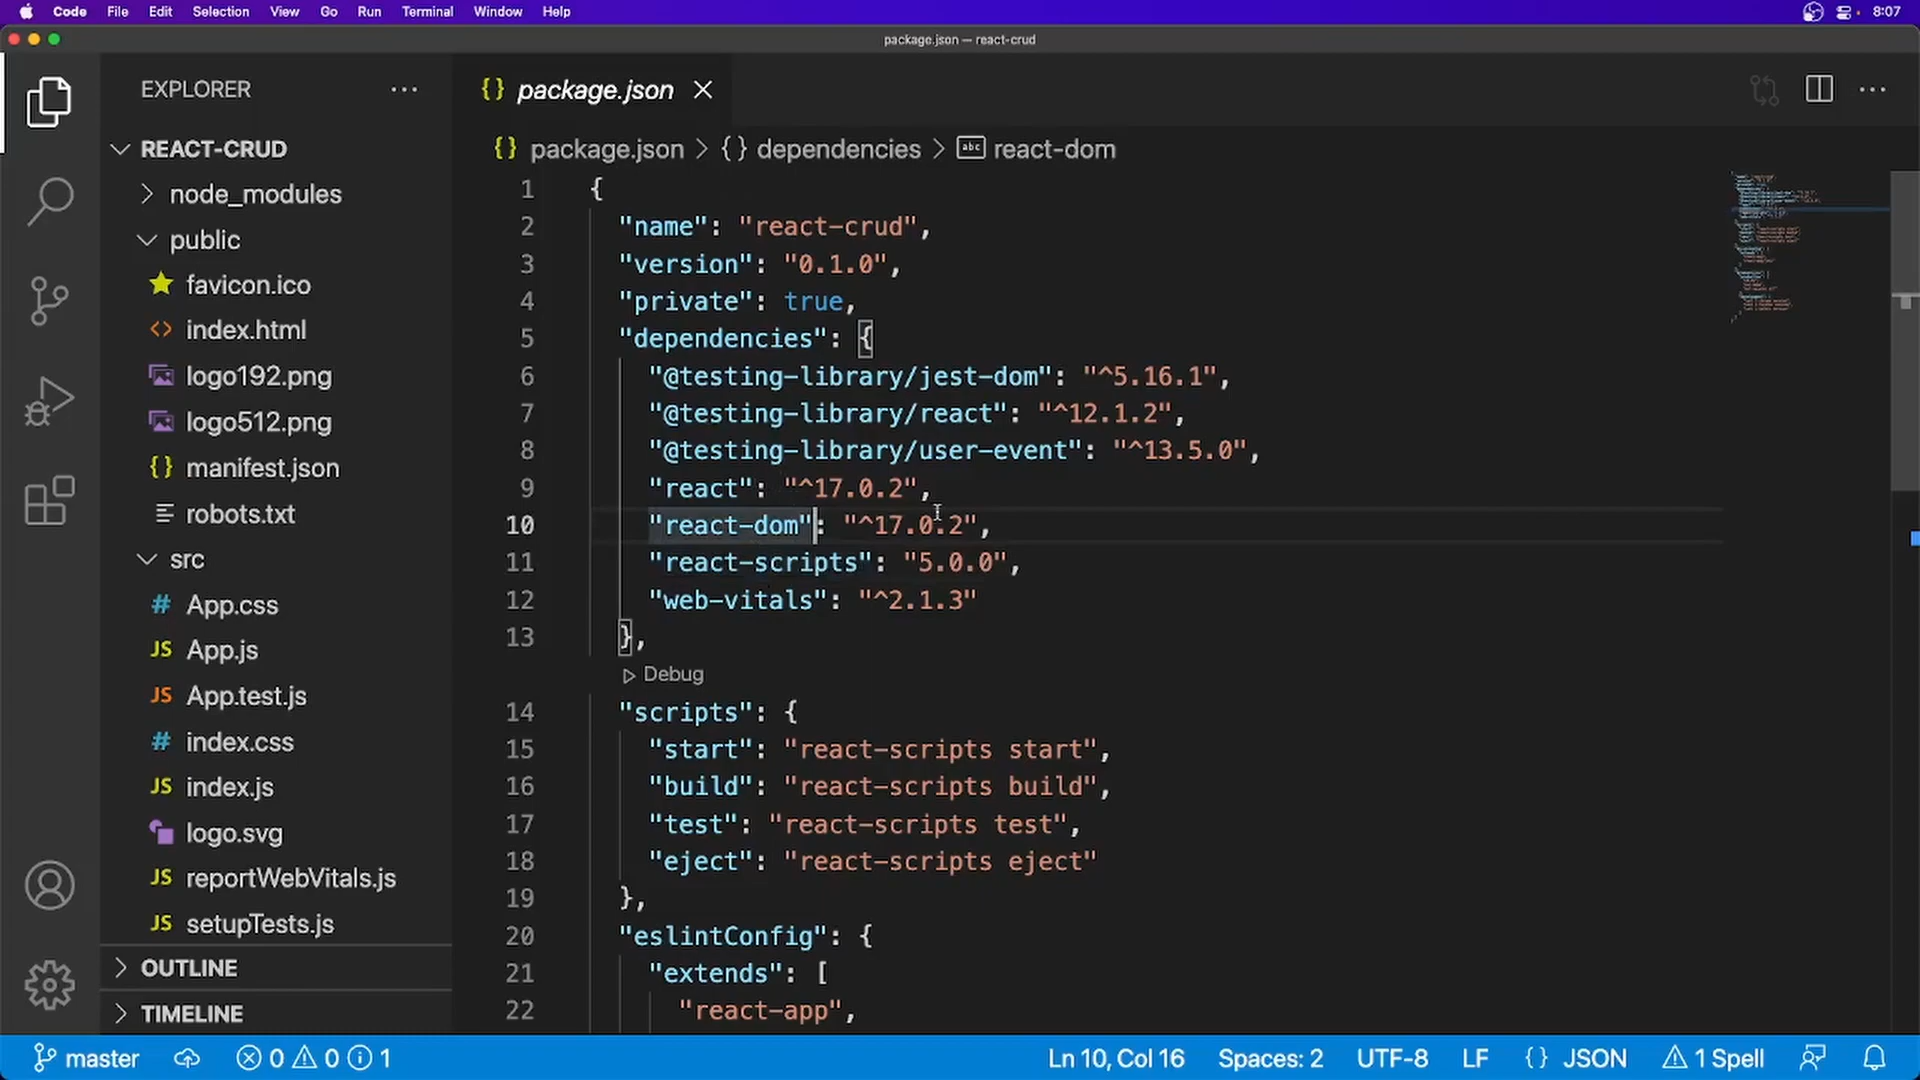 Code File Edit Selection View Go Run Terminal Window Help 8:07
package.json — react-crud
EXPLORER
REACT-CRUD
node_modules
public
favicon.ico
index.html
logo192.png
logo512.png
manifest.json
robots.txt
src
App.css
App.js
App.test.js
index.css
index.js
logo.svg
reportWebVitals.js
setupTests.js
OUTLINE
TIMELINE
{} package.json
{} package.json > {} dependencies > abc react-dom
1 {
2 "name": "react-crud",
3 "version": "0.1.0",
4 "private": true,
5 "dependencies": {
6 "@testing-library/jest-dom": "^5.16.1",
7 "@testing-library/react": "^12.1.2",
8 "@testing-library/user-event": "^13.5.0",
9 "react": "^17.0.2",
10 "react-dom": "^17.0.2",
11 "react-scripts": "5.0.0",
12 "web-vitals": "^2.1.3"
13 },
Debug
14 "scripts": {
15 "start": "react-scripts start",
16 "build": "react-scripts build",
17 "test": "react-scripts test",
18 "eject": "react-scripts eject"
19 },
20 "eslintConfig": {
21 "extends": [
22 "react-app",
master 0 0 1 Ln 10, Col 16 Spaces: 2 UTF-8 LF {} JSON 1 Spell